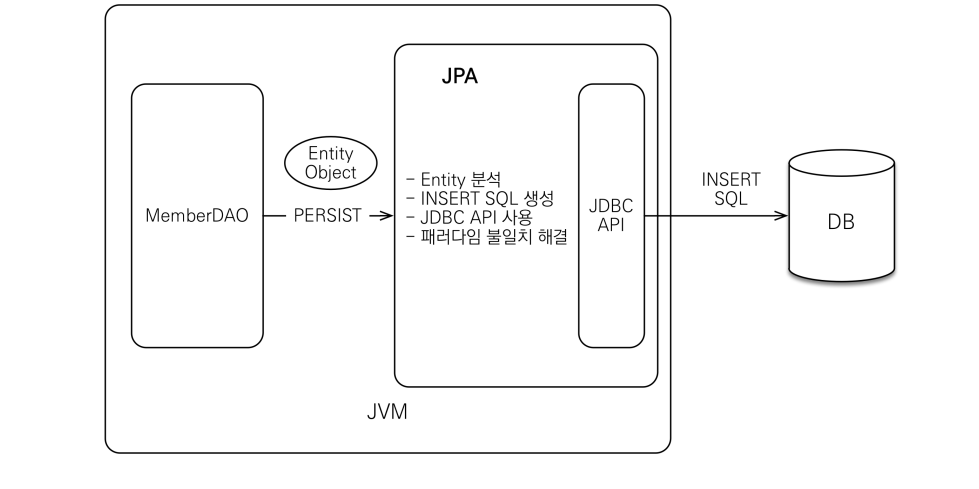 JPA
Entity
Object
MemberDAO
PERSIST
- Entity 분석
- INSERT SQL 생성
- JDBC API 사용
- 패러다임 불일치 해결
JDBC
API
INSERT
SQL
DB
JVM